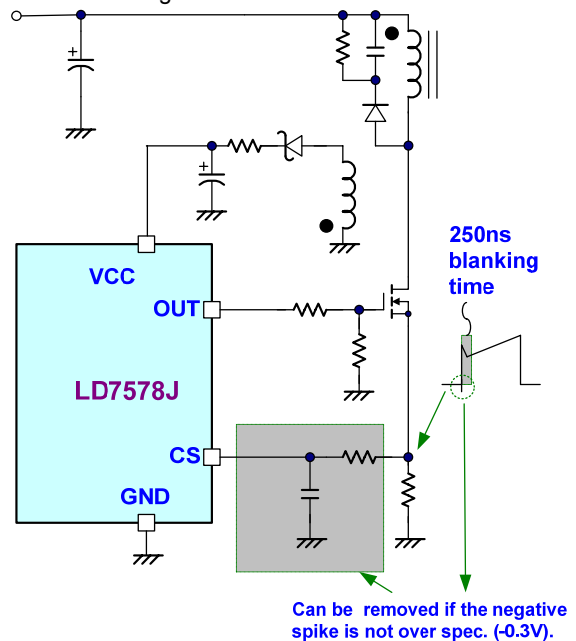 +
+
250ns
blanking
time
VCC
OUT
LD7578J
CS
GND
Can be removed if the negative
spike is not over spec. (-0.3V).